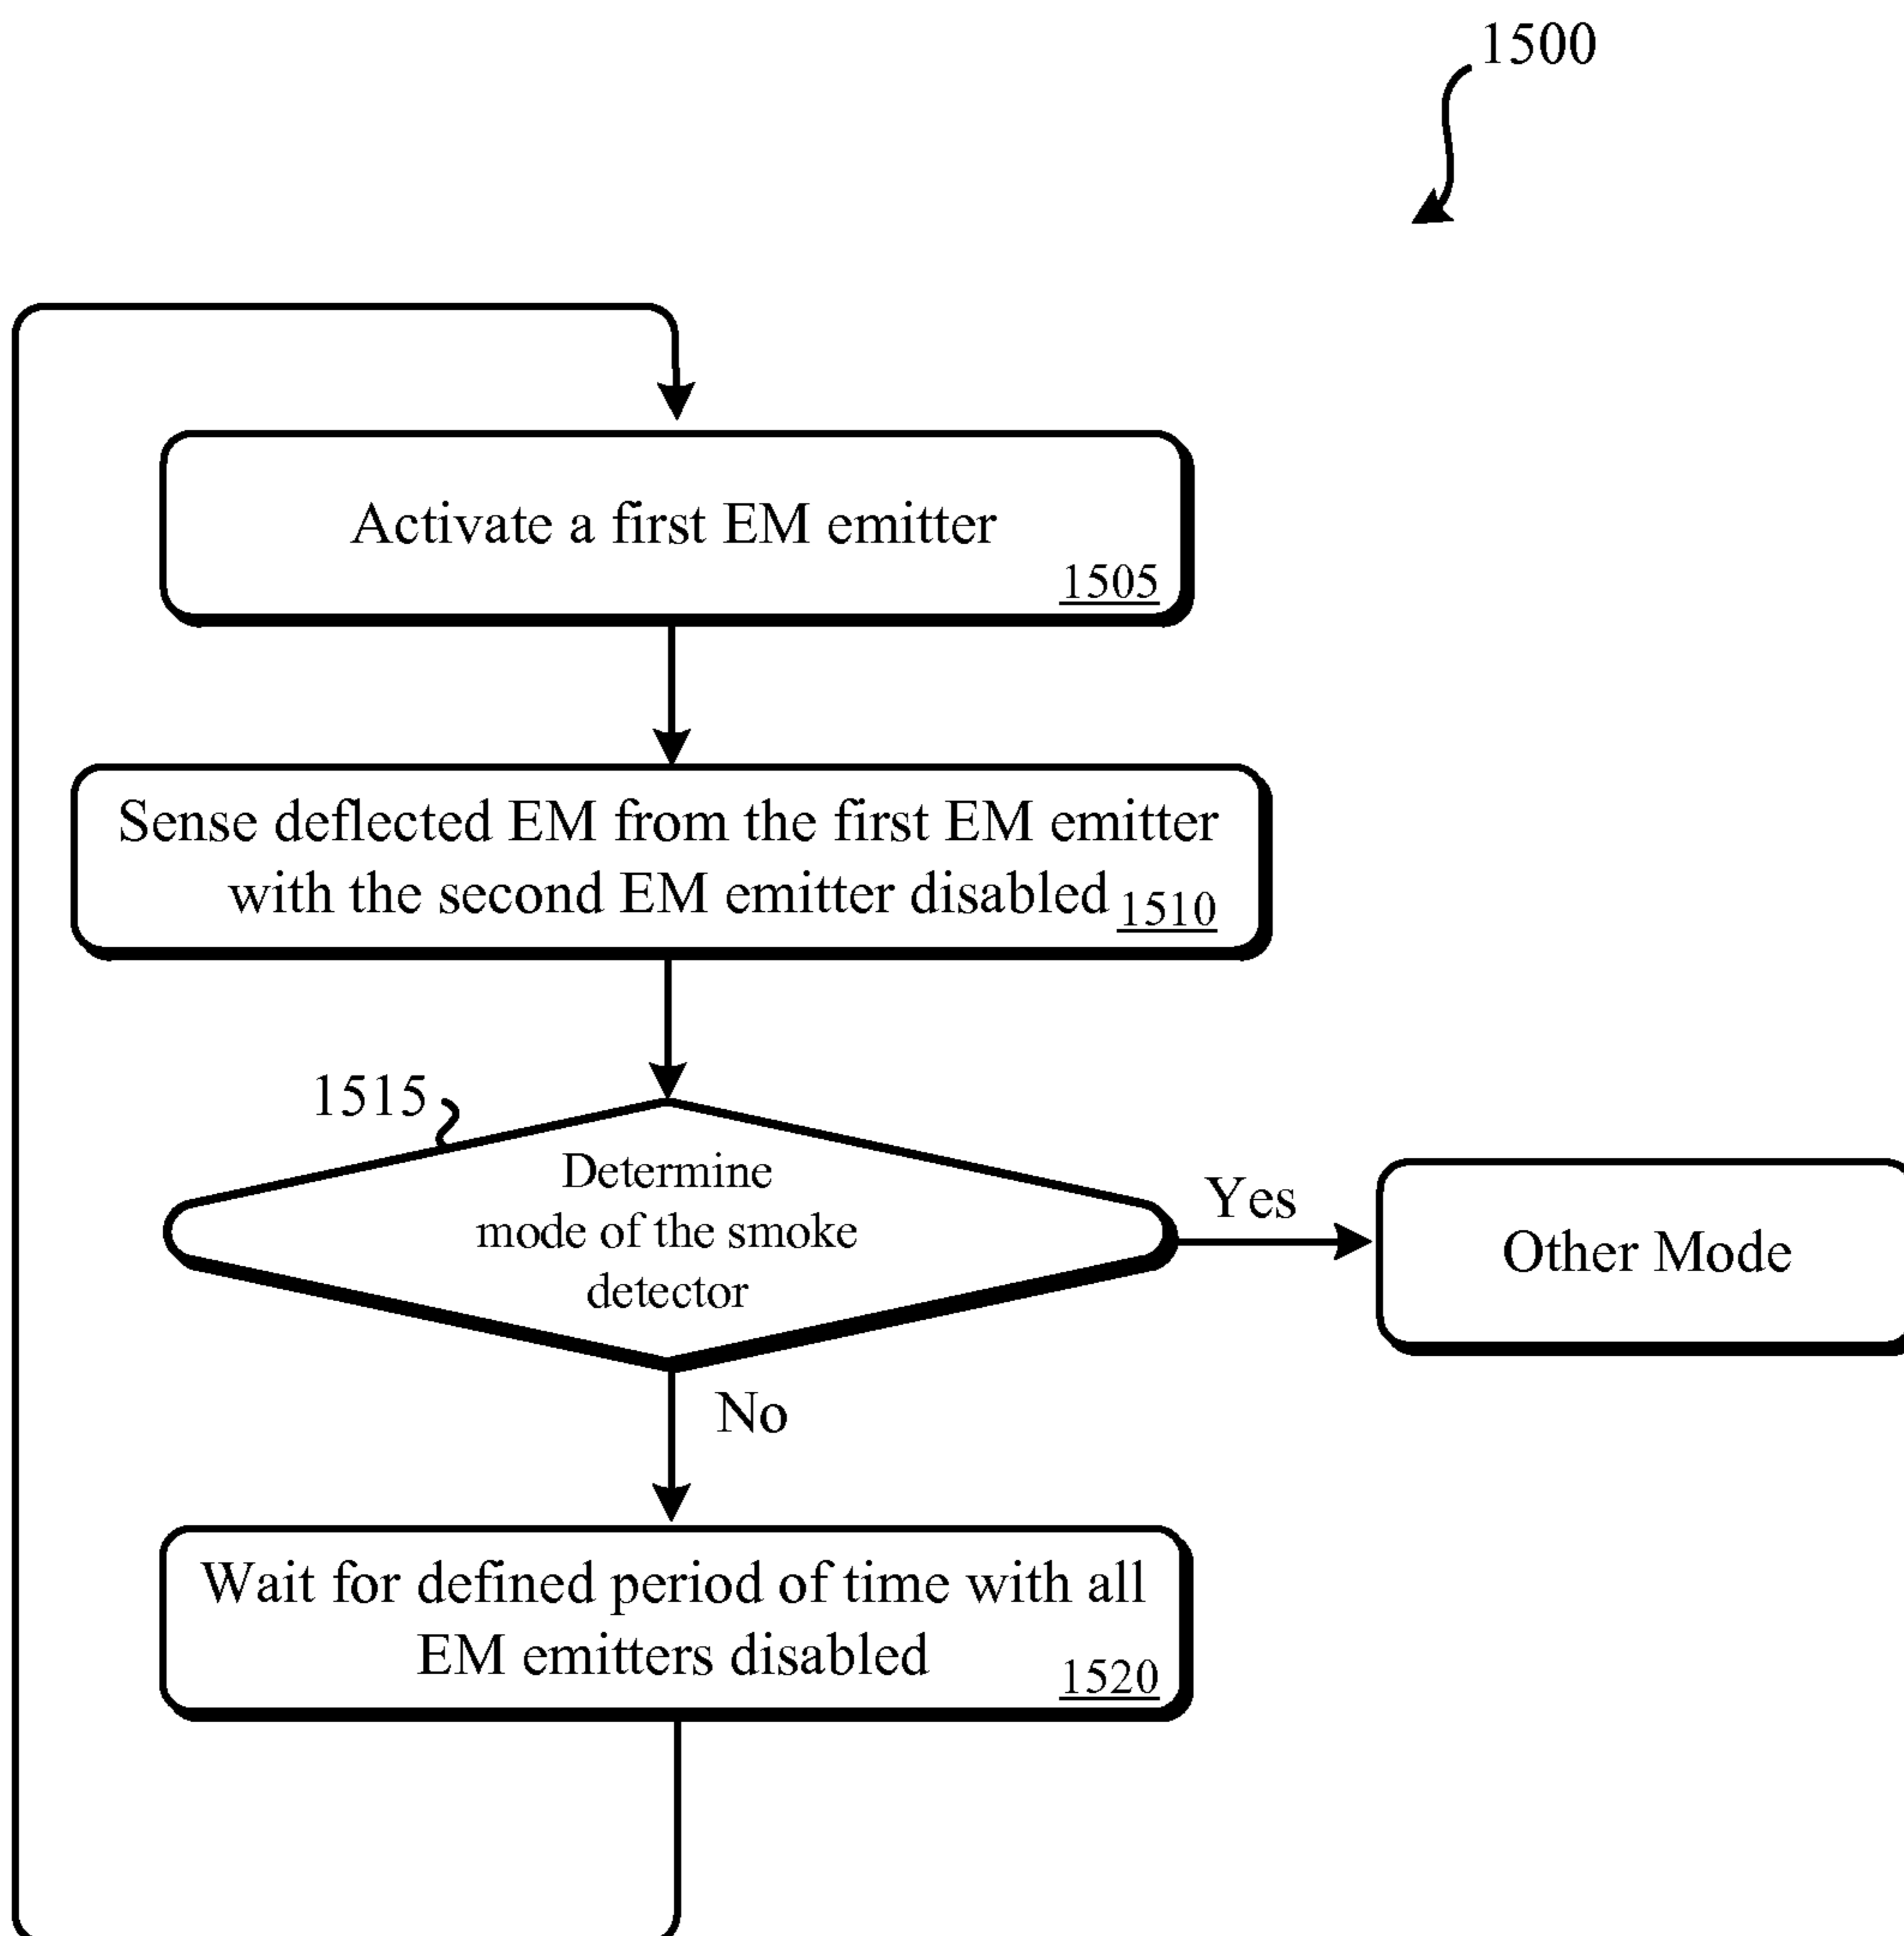 1500
Activate a first EM emitter
1505
Sense deflected EM from the first EM emitter
with the second EM emitter disabled 1510
1515
Determine
mode of the smoke
detector
Yes
Other Mode
No
Wait for defined period of time with all
EM emitters disabled
1520